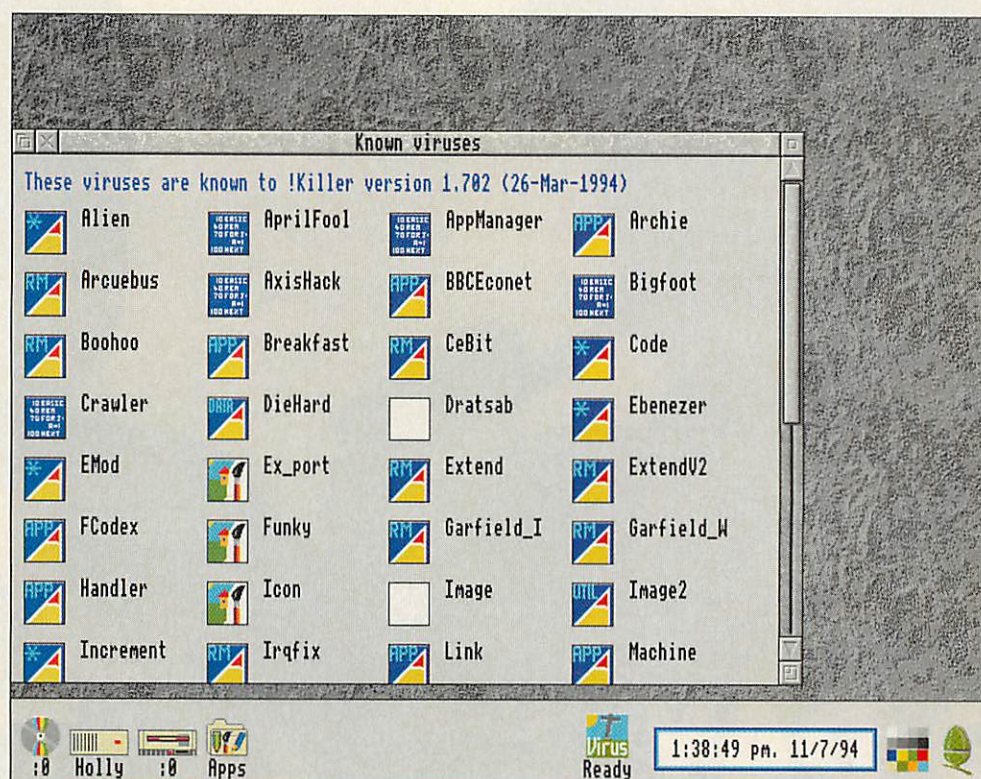 Known viruses
These viruses are known to !Killer version 1.702 (26-Mar-1994)
Alien AprilFool AppManager Archie
Arcuebus AxisHack BBCEconet Bigfoot
Boohoo Breakfast CeBit Code
Crawler DieHard Dratsab Ebenezer
EMod Ex_port Extend ExtendV2
FCodex Funky Garfield_I Garfield_W
Handler Icon Image Image2
Increment Irqfix Link Machine
Virus
:0 Holly :0 Apps Ready 1:38:49 pm. 11/7/94